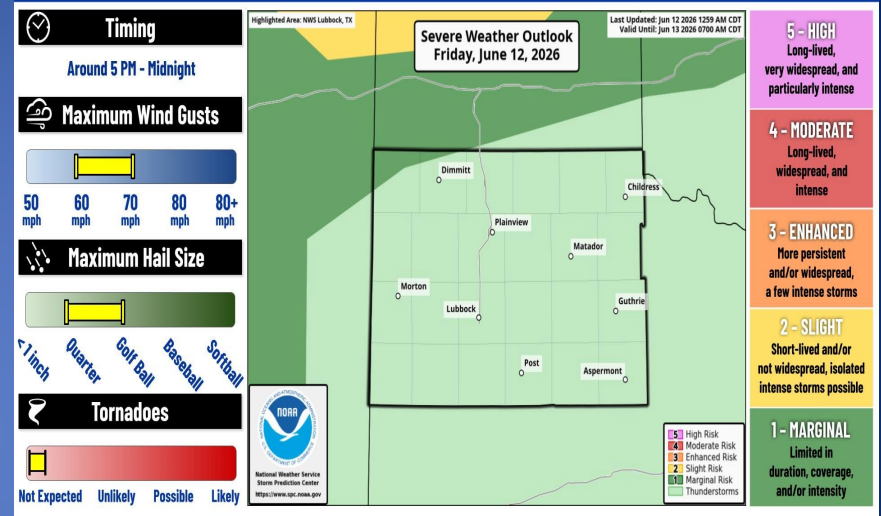 Timing
Around 5 PM - Midnight
Maximum Wind Gusts
50 mph
60 mph
70 mph
80 mph
80+ mph
Maximum Hail Size
< 1 inch
Quarter
Golf Ball
Baseball
Softball
Tornadoes
Not Expected
Unlikely
Possible
Likely
Highlighted Area: NWS Lubbock, TX
Severe Weather Outlook
Friday, June 12, 2026
Last Updated: Jun 12 2026 1259 AM CDT
Valid Until: Jun 13 2026 0700 AM CDT
Dimmitt
Childress
Plainview
Matador
Morton
Lubbock
Guthrie
Post
Aspermont
NOAA
National Weather Service
Storm Prediction Center
https://www.spc.noaa.gov
5 High Risk
4 Moderate Risk
3 Enhanced Risk
2 Slight Risk
1 Marginal Risk
Thunderstorms
5 - HIGH
Long-lived,
very widespread, and
particularly intense
4 - MODERATE
Long-lived,
widespread, and
intense
3 - ENHANCED
More persistent
and/or widespread,
a few intense storms
2 - SLIGHT
Short-lived and/or
not widespread, isolated
intense storms possible
1 - MARGINAL
Limited in
duration, coverage,
and/or intensity